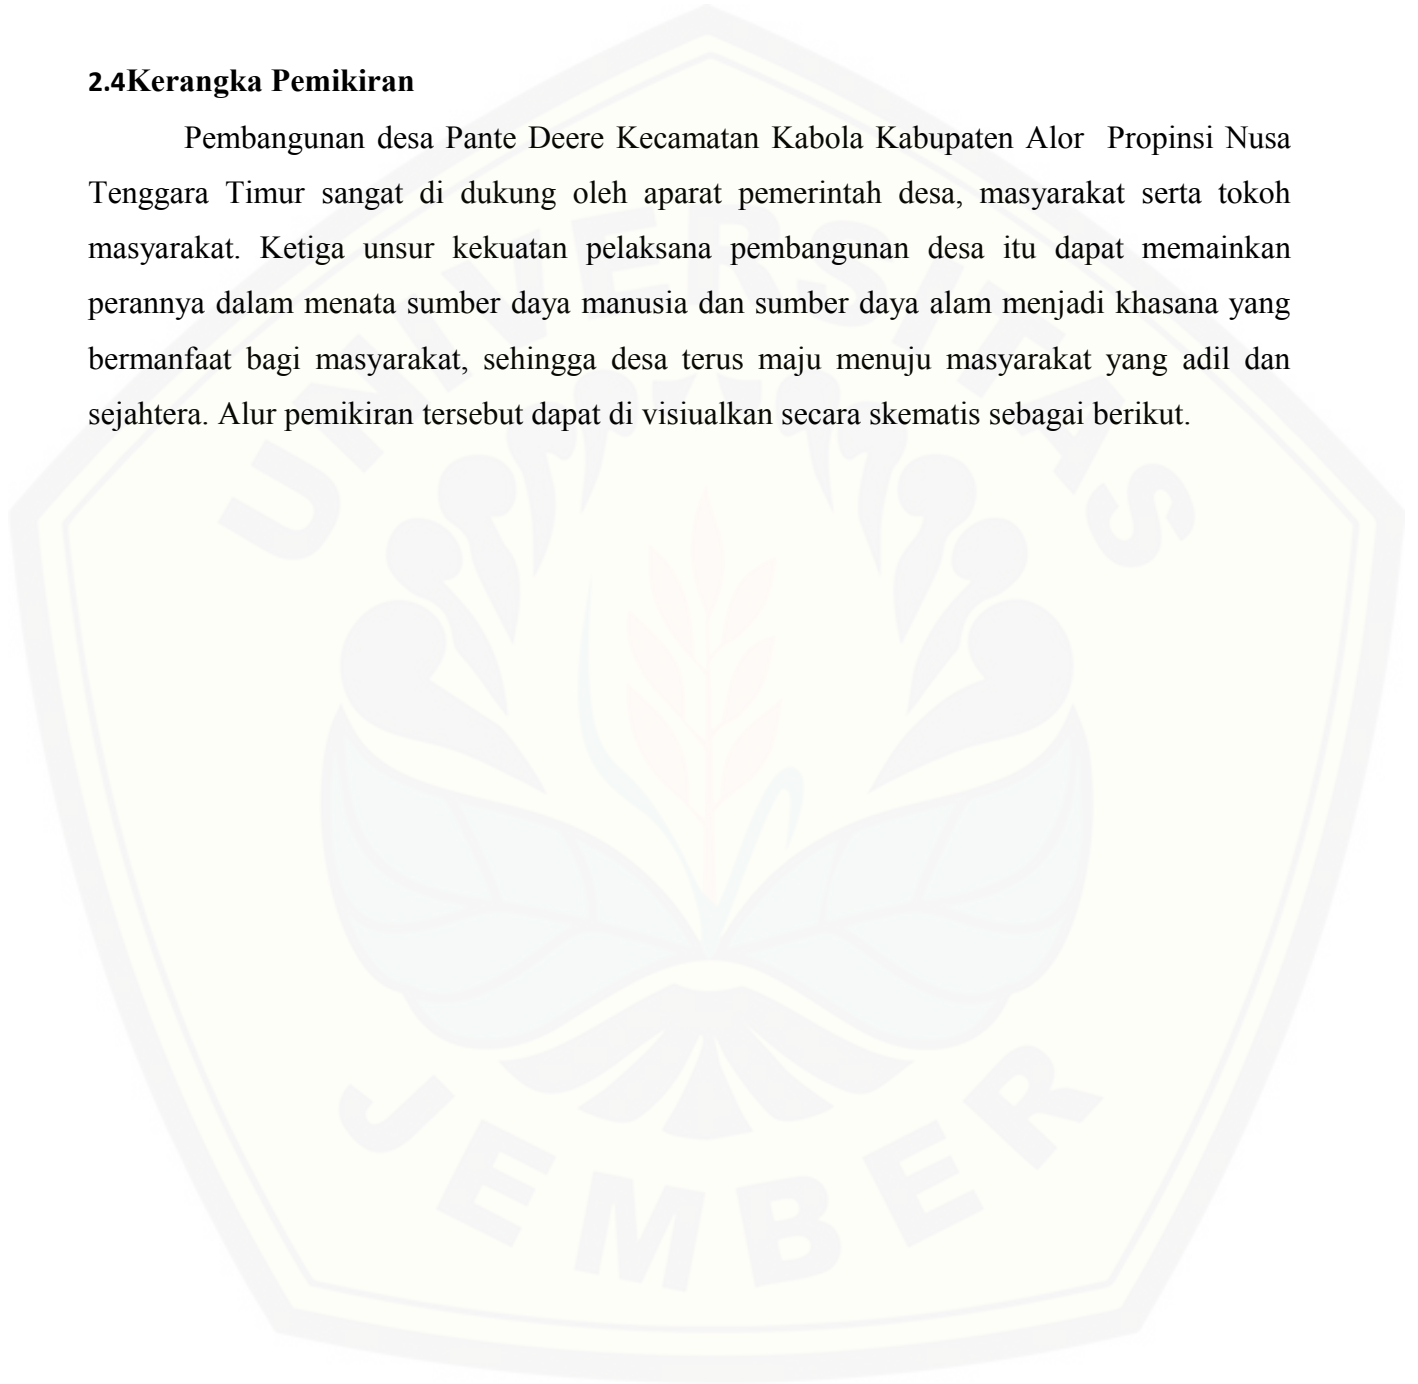 2.4Kerangka Pemikiran
Pembangunan desa Pante Deere Kecamatan Kabola Kabupaten Alor Propinsi Nusa
Tenggara Timur sangat di dukung oleh aparat pemerintah desa, masyarakat serta tokoh
masyarakat. Ketiga unsur kekuatan pelaksana pembangunan desa itu dapat memainkan
perannya dalam menata sumber daya manusia dan sumber daya alam menjadi khasana yang
bermanfaat bagi masyarakat, sehingga desa terus maju menuju masyarakat yang adil dan
sejahtera. Alur pemikiran tersebut dapat di visiualkan secara skematis sebagai berikut.
UNIVERSITAS
JEMBER